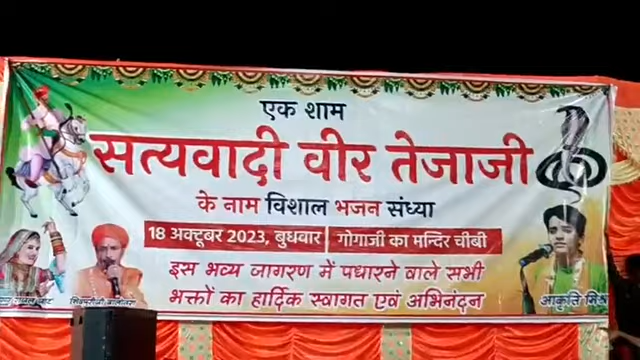 एक शाम
सत्यवादी वीर तेजाजी
के नाम विशाल भजन संध्या
18 अक्टूबर 2023, बुधवार गोगाजी का मन्दिर चीबी
इस भव्य जागरण में पधारने वाले सभी
भक्तों का हार्दिक स्वागत एवं अभिनंदन
आकृति मिश्रा